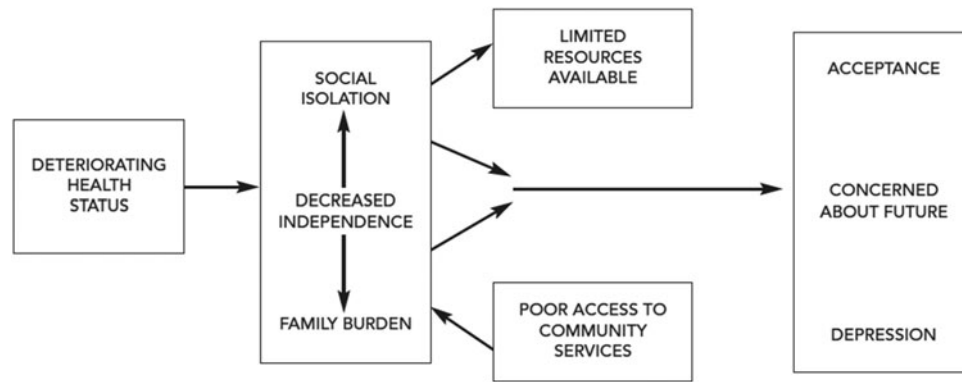 DETERIORATING
HEALTH
STATUS
SOCIAL
ISOLATION
DECREASED
INDEPENDENCE
FAMILY BURDEN
LIMITED
RESOURCES
AVAILABLE
POOR ACCESS TO
COMMUNITY
SERVICES
ACCEPTANCE
CONCERNED
ABOUT FUTURE
DEPRESSION